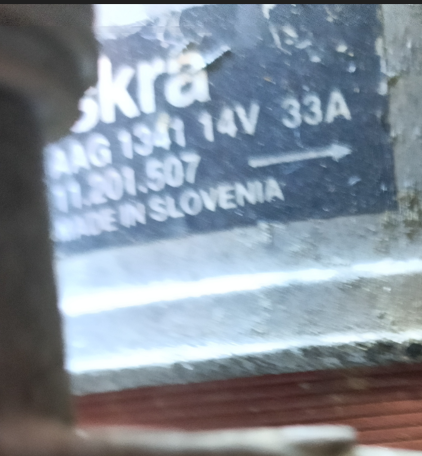 skra
AAG 1341 14V 33A
11.201.507
MADE IN SLOVENIA